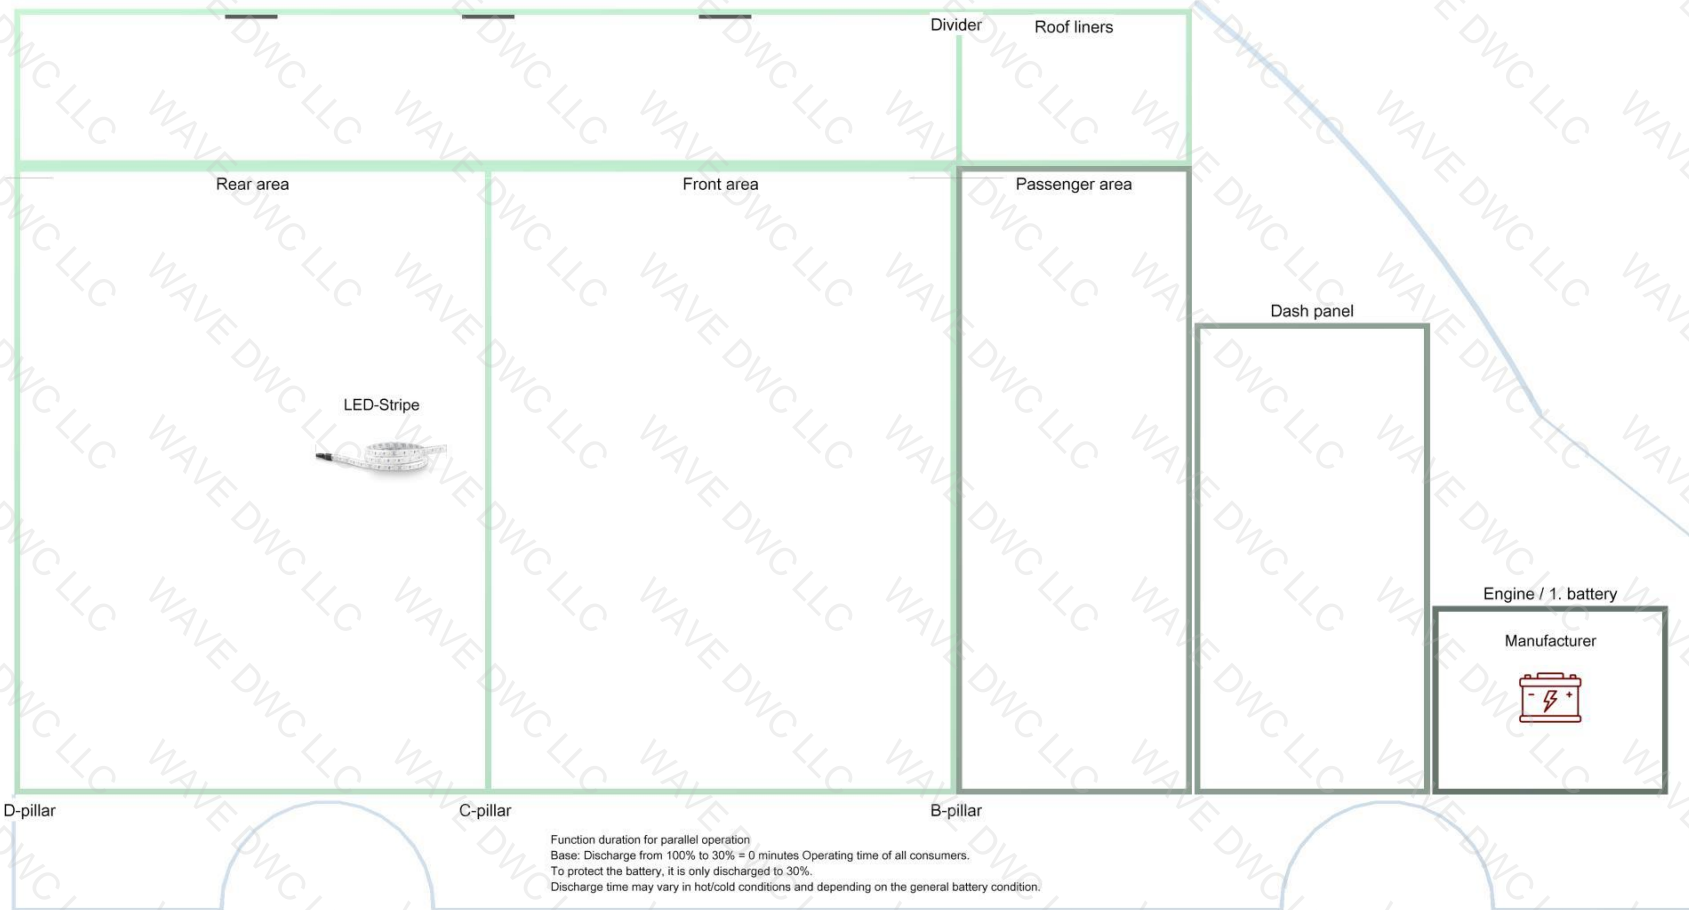 Divider
Roof liners
Rear area
Front area
Passenger area
Dash panel
LED-Stripe
Engine / 1. battery
Manufacturer
D-pillar
C-pillar
B-pillar
Function duration for parallel operation
Base: Discharge from 100% to 30% = 0 minutes Operating time of all consumers.
To protect the battery, it is only discharged to 30%.
Discharge time may vary in hot/cold conditions and depending on the general battery condition.
WAVE DWC LLC